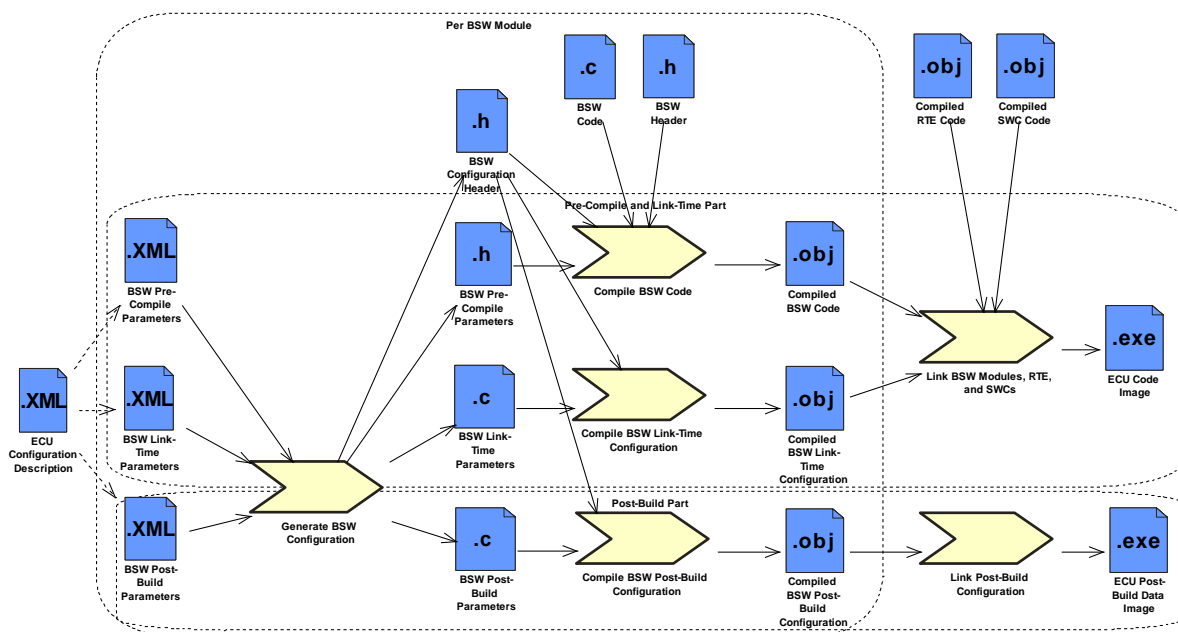 Per BSW Module
.c
BSW
Code
.h
BSW
Header
.obj
Compiled
RTE Code
.obj
Compiled
SWC Code
.h
BSW
Configuration
Header
Pre-Compile and Link-Time Part
.XML
BSW Pre-
Compile
Parameters
.h
BSW Pre-
Compile
Parameters
Compile BSW Code
.obj
Compiled
BSW Code
Link BSW Modules, RTE,
and SWCs
.exe
ECU Code
Image
.XML
ECU
Configuration
Description
.XML
BSW Link-
Time
Parameters
.c
BSW Link-
Time
Parameters
Compile BSW Link-Time
Configuration
.obj
Compiled
BSW Link-
Time
Configuration
Generate BSW
Configuration
Post-Build Part
.XML
BSW Post-
Build
Parameters
.c
BSW Post-
Build
Parameters
Compile BSW Post-Build
Configuration
.obj
Compiled
BSW Post-
Build
Configuration
Link Post-Build
Configuration
.exe
ECU Post-
Build Data
Image